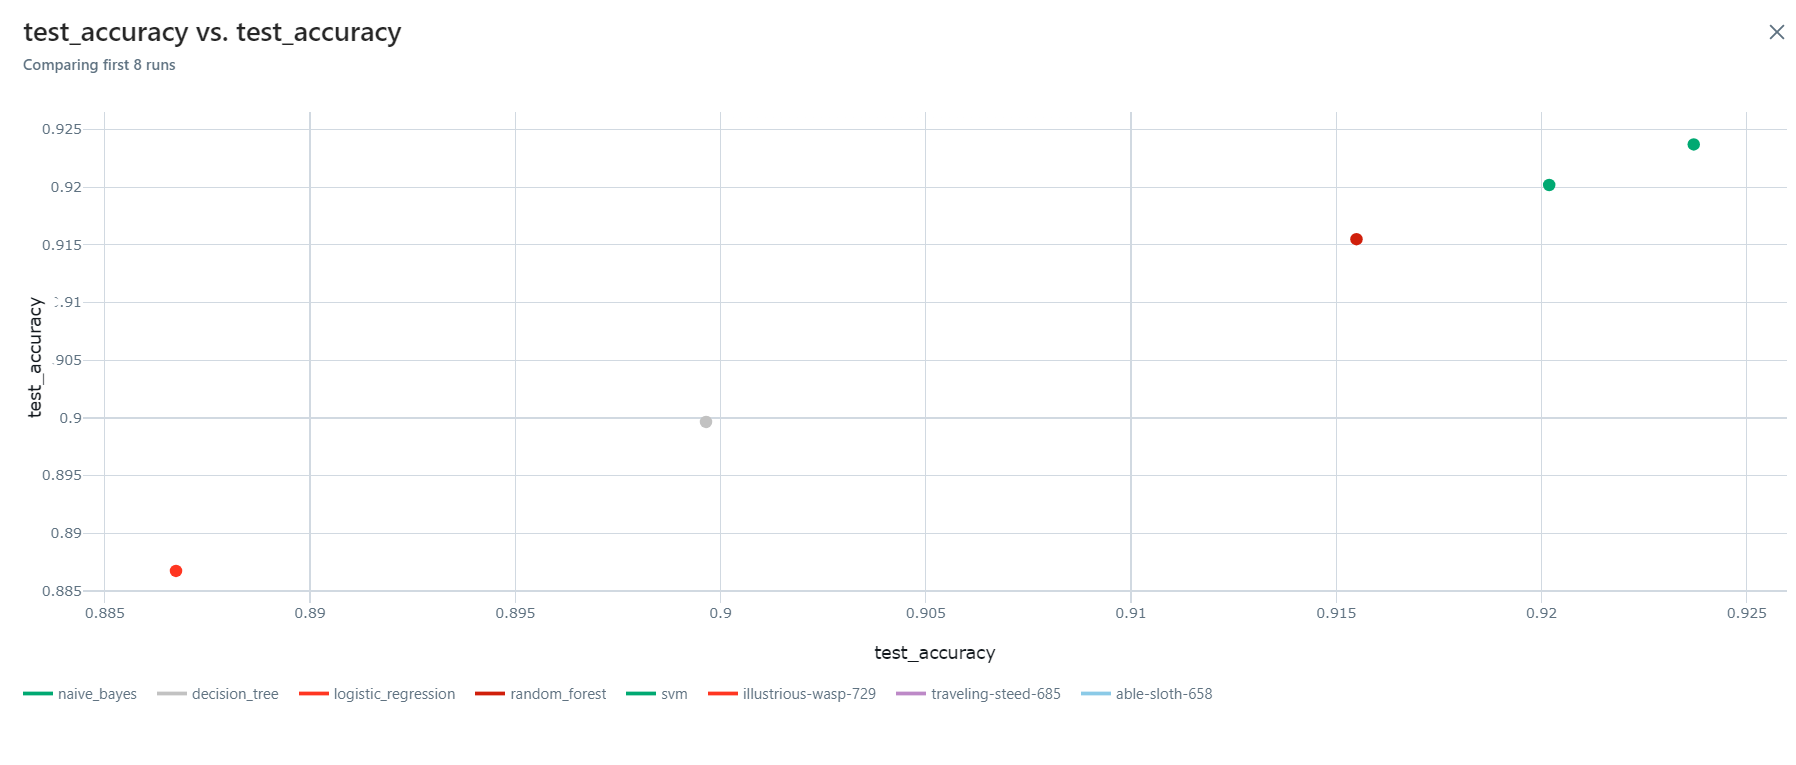 test_accuracy vs. test_accuracy
Comparing first 8 runs
0.925
0.92
0.915
.91
.905
0.9
0.895
0.89
0.885
test_accuracy
0.885 0.89 0.895 0.9 0.905 0.91 0.915 0.92 0.925
test_accuracy
naive_bayes decision_tree logistic_regression random_forest svm illustrious-wasp-729 traveling-steed-685 able-sloth-658